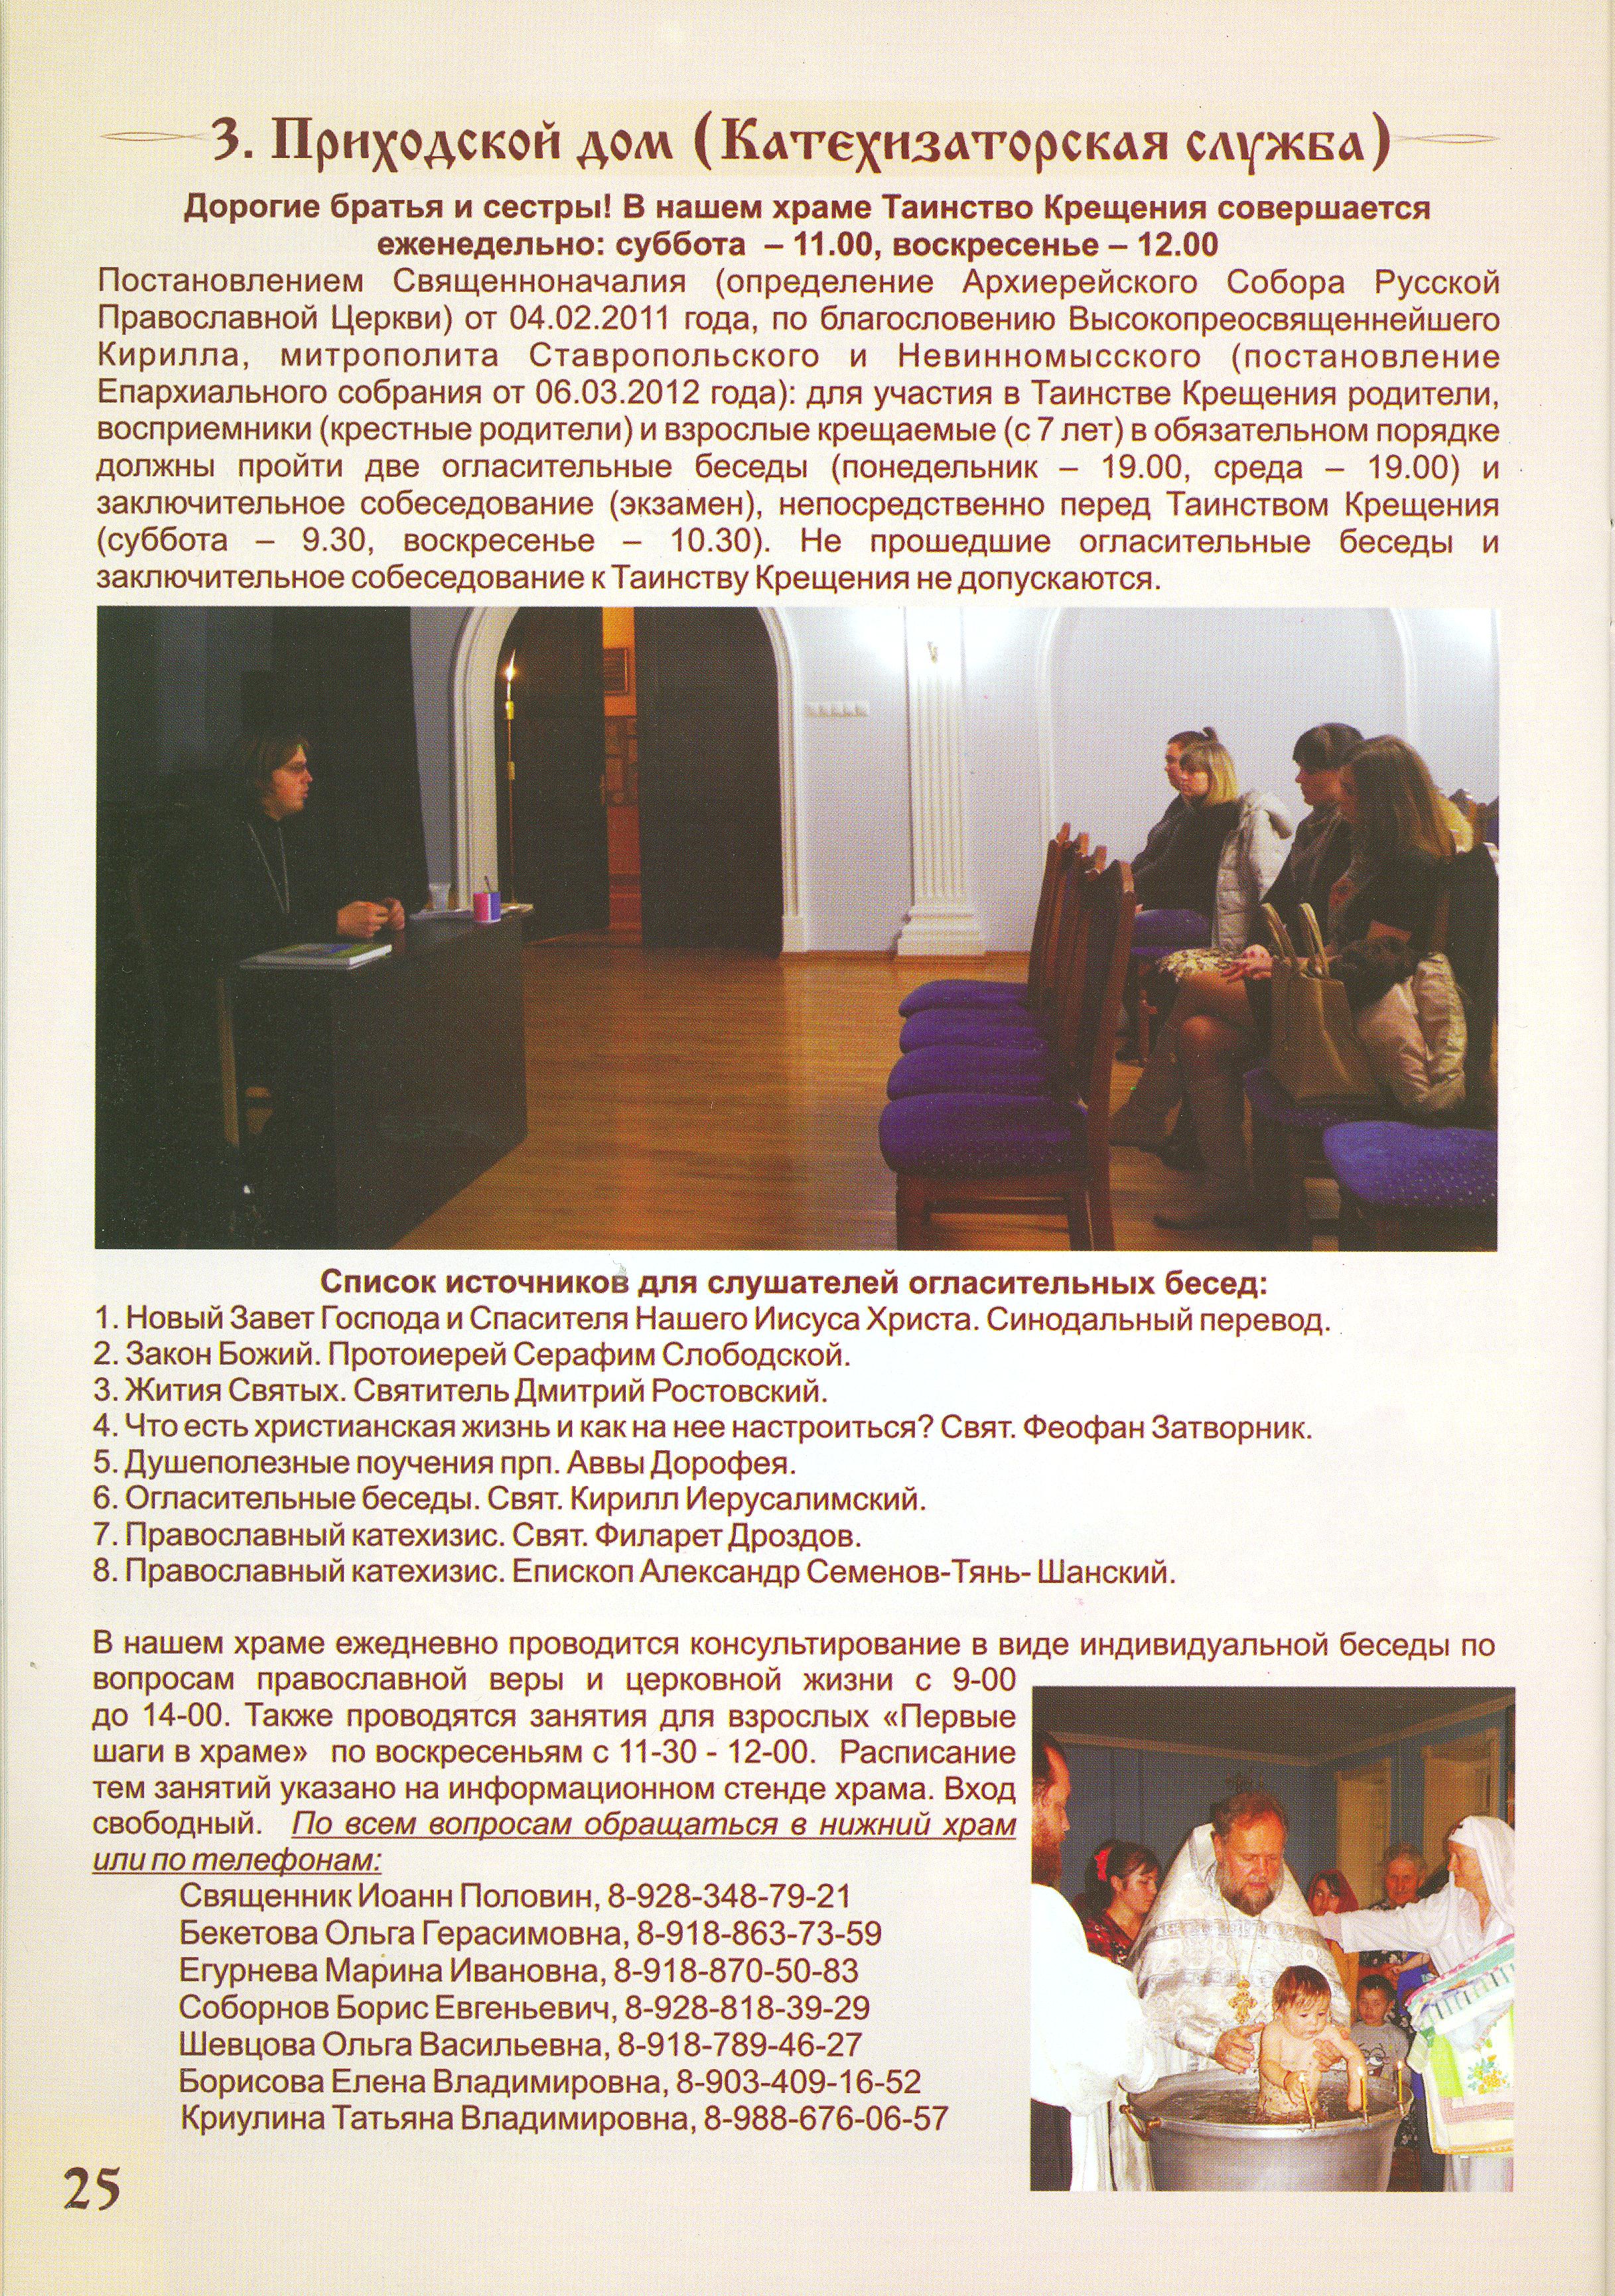 3. Приходской дом (Катехизаторская служба)
Дорогие братья и сестры! В нашем храме Таинство Крещения совершается
еженедельно: суббота – 11.00, воскресенье – 12.00
Постановлением Священноначалия (определение Архиерейского Собора Русской
Православной Церкви) от 04.02.2011 года, по благословению Высокопреосвященнейшего
Кирилла, митрополита Ставропольского и Невинномысского (постановление
Епархиального собрания от 06.03.2012 года): для участия в Таинстве Крещения родители,
восприемники (крестные родители) и взрослые крещаемые (с 7 лет) в обязательном порядке
должны пройти две огласительные беседы (понедельник – 19.00, среда – 19.00) и
заключительное собеседование (экзамен), непосредственно перед Таинством Крещения
(суббота – 9.30, воскресенье – 10.30). Не прошедшие огласительные беседы и
заключительное собеседование к Таинству Крещения не допускаются.
Список источников для слушателей огласительных бесед:
1. Новый Завет Господа и Спасителя Нашего Иисуса Христа. Синодальный перевод.
2. Закон Божий. Протоиерей Серафим Слободской.
3. Жития Святых. Святитель Дмитрий Ростовский.
4. Что есть христианская жизнь и как на нее настроиться? Свят. Феофан Затворник.
5. Душеполезные поучения прп. Аввы Дорофея.
6. Огласительные беседы. Свят. Кирилл Иерусалимский.
7. Православный катехизис. Свят. Филарет Дроздов.
8. Православный катехизис. Епископ Александр Семенов-Тянь- Шанский.
В нашем храме ежедневно проводится консультирование в виде индивидуальной беседы по
вопросам православной веры и церковной жизни с 9-00
до 14-00. Также проводятся занятия для взрослых «Первые
шаги в храме» по воскресеньям с 11-30 - 12-00. Расписание
тем занятий указано на информационном стенде храма. Вход
свободный. По всем вопросам обращаться в нижний храм
или по телефонам:
Священник Иоанн Половин, 8-928-348-79-21
Бекетова Ольга Герасимовна, 8-918-863-73-59
Егурнева Марина Ивановна, 8-918-870-50-83
Соборнов Борис Евгеньевич, 8-928-818-39-29
Шевцова Ольга Васильевна, 8-918-789-46-27
Борисова Елена Владимировна, 8-903-409-16-52
Криулина Татьяна Владимировна, 8-988-676-06-57
25